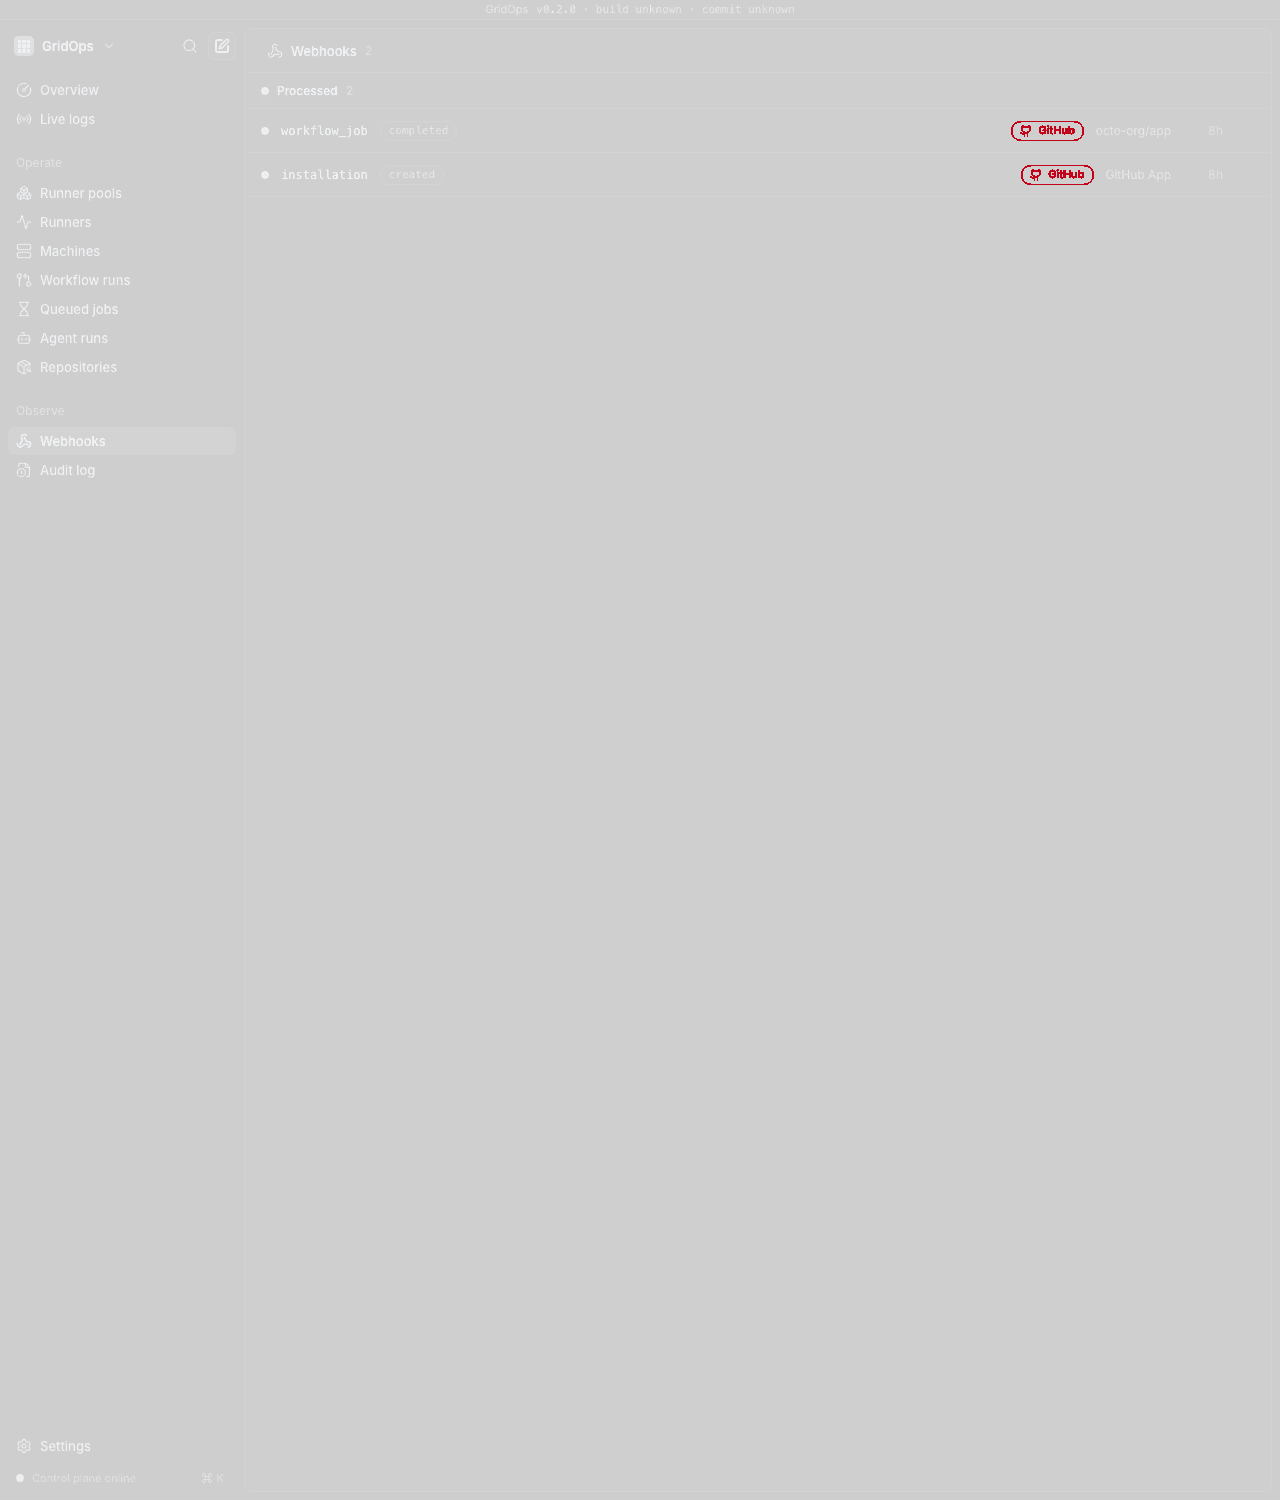 GridOps v0.2.0 · build unknown · commit unknown
GridOps
Overview
Live logs
Operate
Runner pools
Runners
Machines
Workflow runs
Queued jobs
Agent runs
Repositories
Observe
Webhooks
Audit log
Settings
Control plane online ⌘ K
Webhooks 2
Processed 2
workflow_job completed GitHub octo-org/app 8h
installation created GitHub GitHub App 8h